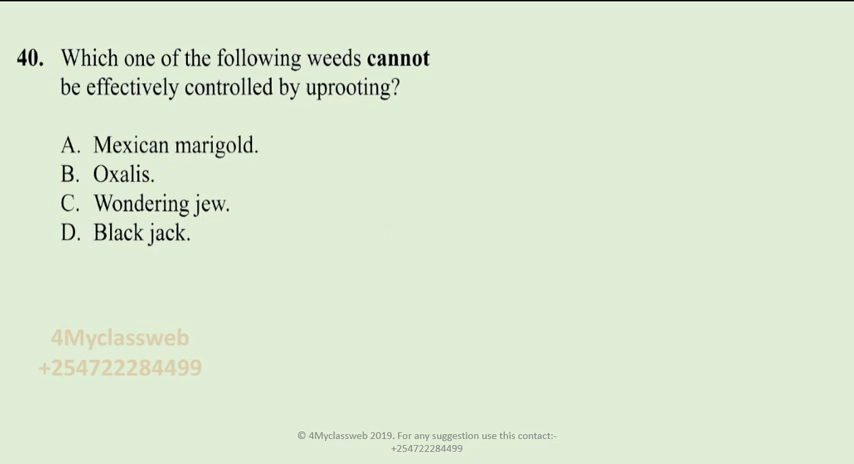 40. Which one of the following weeds cannot
be effectively controlled by uprooting?
A. Mexican marigold.
B. Oxalis.
C. Wondering jew.
D. Black jack.
4Myclassweb
+254722284499
© 4Myclassweb 2019. For any suggestion use this contact:-
+254722284499